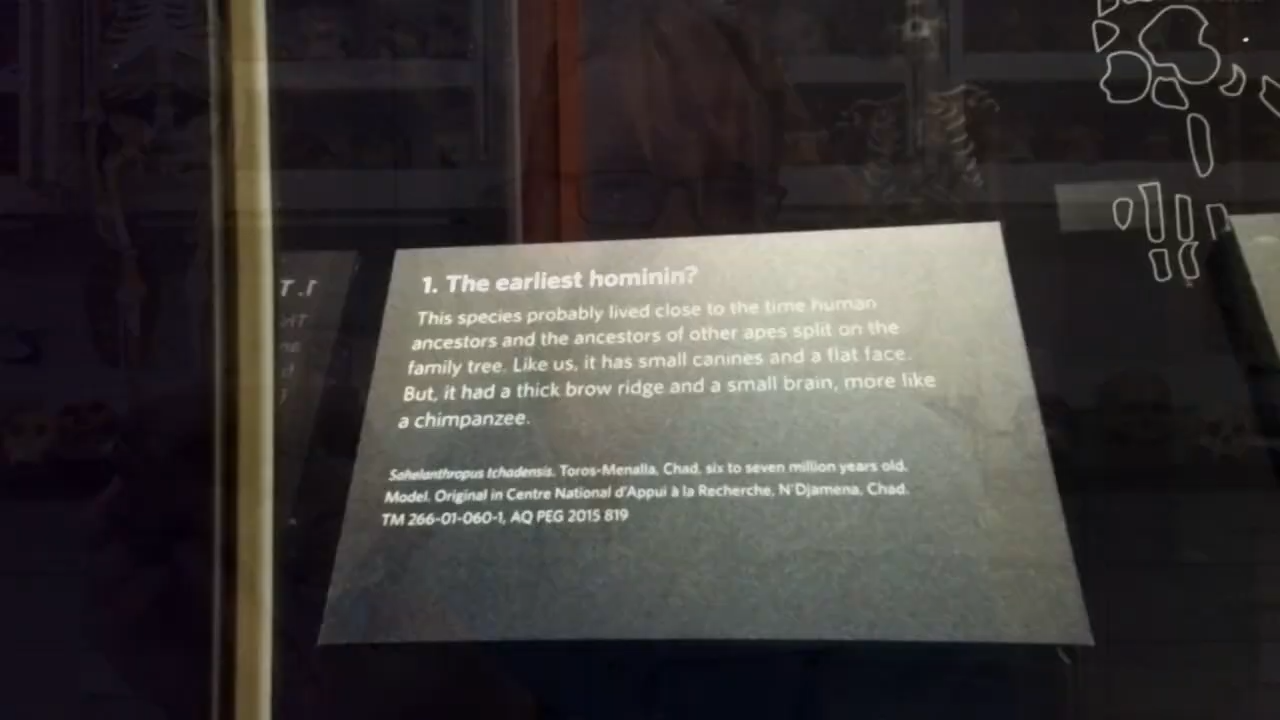 1. The earliest hominin?
This species probably lived close to the time human
ancestors and the ancestors of other apes split on the
family tree. Like us, it has small canines and a flat face.
But, it had a thick brow ridge and a small brain, more like
a chimpanzee.
Sahelanthropus tchadensis. Toros-Menalla, Chad, six to seven million years old.
Model. Original in Centre National d'Appui à la Recherche, N'Djamena, Chad.
TM 266-01-060-1, AQ PEG 2015 819